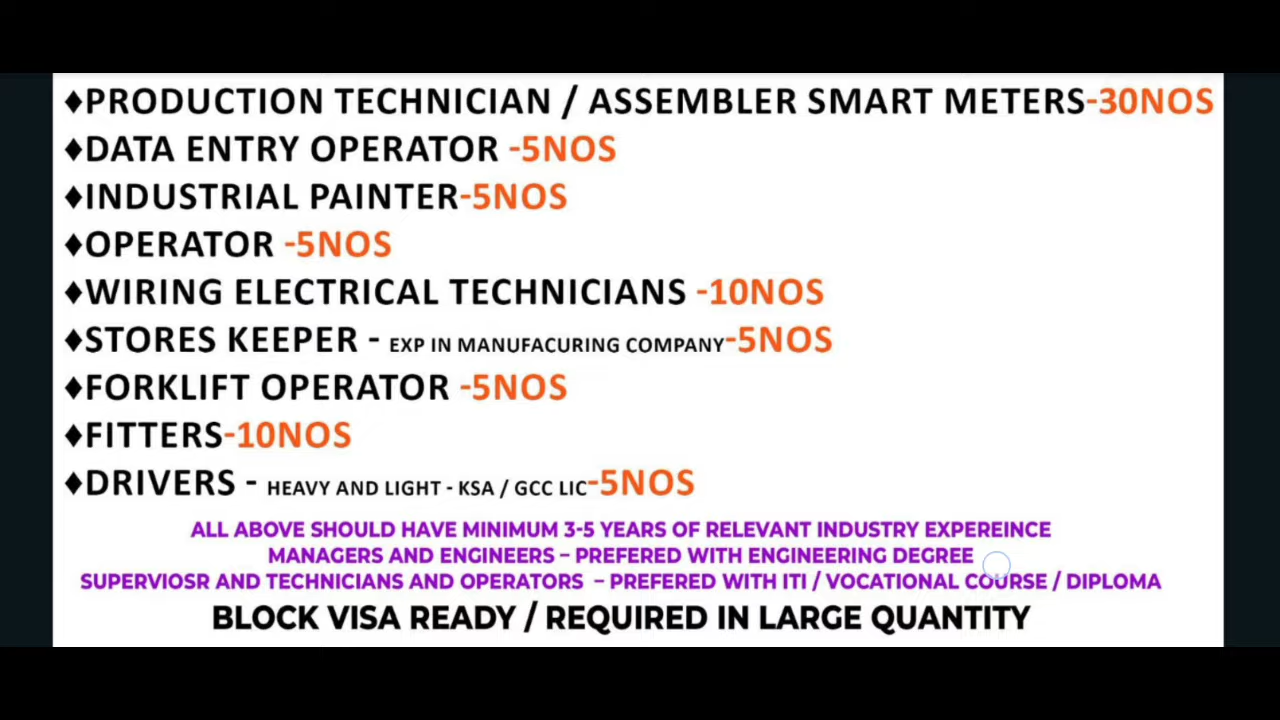 ♦PRODUCTION TECHNICIAN / ASSEMBLER SMART METERS-30NOS
♦DATA ENTRY OPERATOR -5NOS
♦INDUSTRIAL PAINTER-5NOS
♦OPERATOR -5NOS
♦WIRING ELECTRICAL TECHNICIANS -10NOS
♦STORES KEEPER - EXP IN MANUFACURING COMPANY-5NOS
♦FORKLIFT OPERATOR -5NOS
♦FITTERS-10NOS
♦DRIVERS - HEAVY AND LIGHT - KSA / GCC LIC-5NOS
ALL ABOVE SHOULD HAVE MINIMUM 3-5 YEARS OF RELEVANT INDUSTRY EXPEREINCE
MANAGERS AND ENGINEERS – PREFERED WITH ENGINEERING DEGREE
SUPERVIOSR AND TECHNICIANS AND OPERATORS – PREFERED WITH ITI / VOCATIONAL COURSE / DIPLOMA
BLOCK VISA READY / REQUIRED IN LARGE QUANTITY